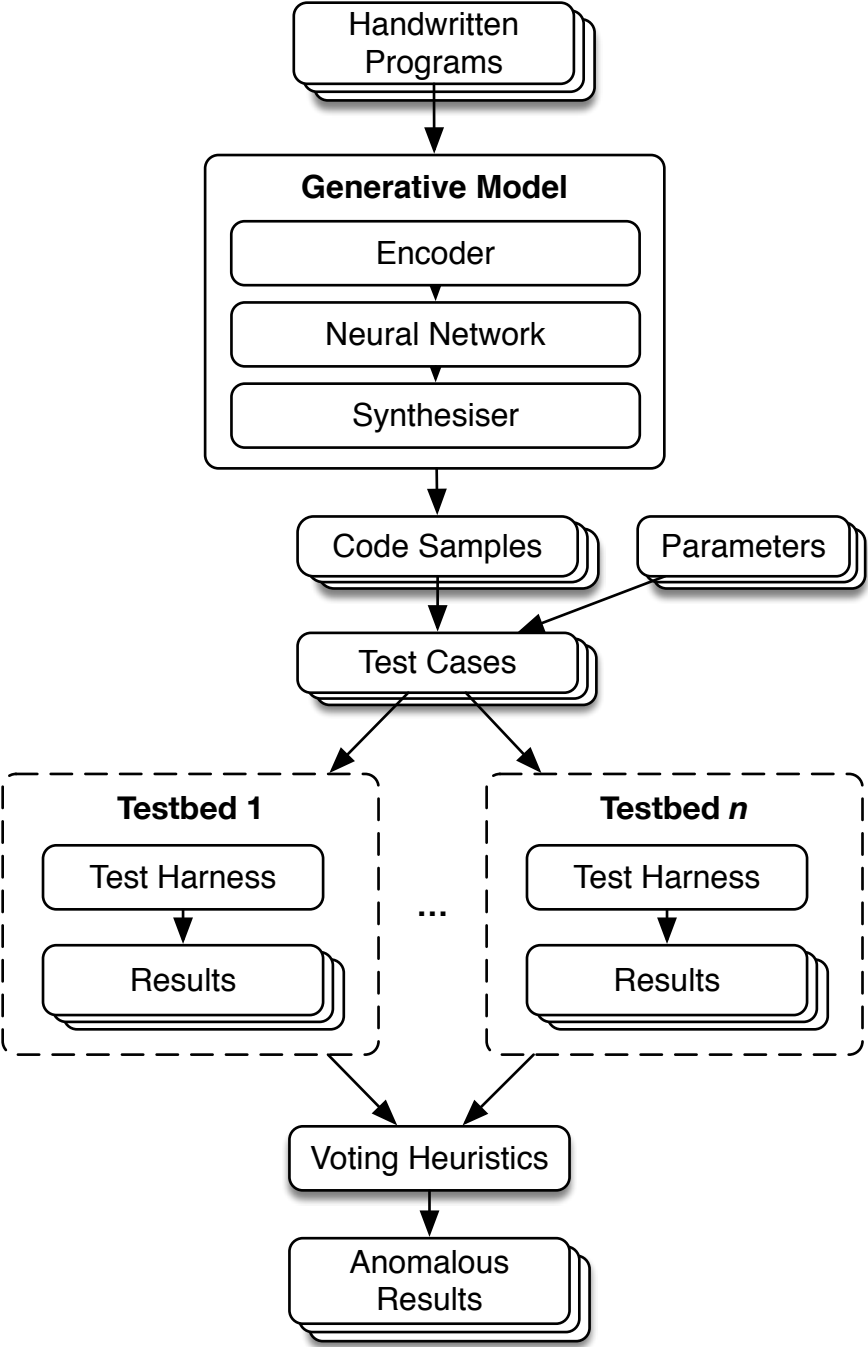 Handwritten
Programs
Generative Model
Encoder
Neural Network
Synthesiser
Code Samples
Parameters
Test Cases
Testbed 1
Test Harness
Results
...
Testbed n
Test Harness
Results
Voting Heuristics
Anomalous
Results